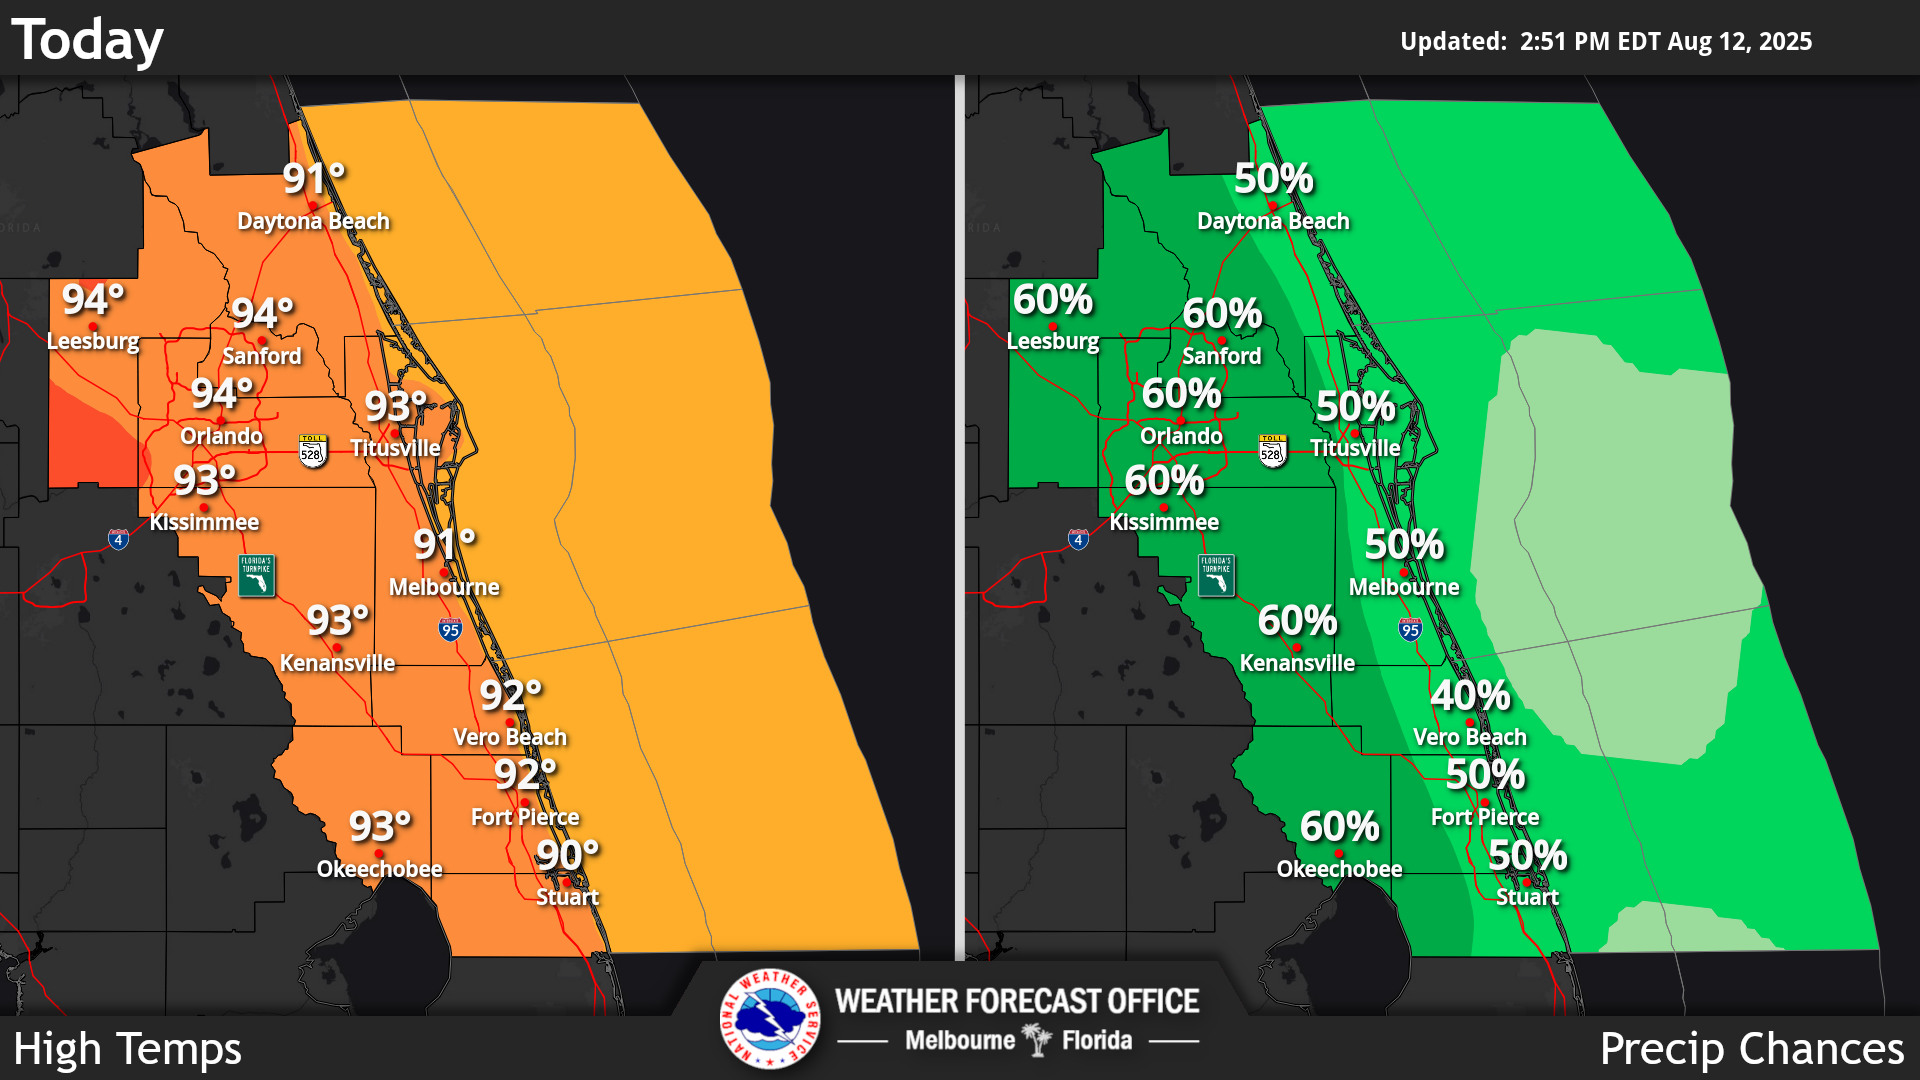 Today
Updated: 2:51 PM EDT Aug 12, 2025
91°
Daytona Beach
94°
Leesburg
94°
Sanford
94°
Orlando
93°
Titusville
TOLL
528
93°
Kissimmee
4
FLORIDA'S
TURNPIKE
91°
Melbourne
95
93°
Kenansville
92°
Vero Beach
92°
Fort Pierce
93°
Okeechobee
90°
Stuart
50%
Daytona Beach
60%
Leesburg
60%
Sanford
60%
Orlando
50%
Titusville
TOLL
528
60%
Kissimmee
4
FLORIDA'S
TURNPIKE
50%
Melbourne
95
60%
Kenansville
40%
Vero Beach
50%
Fort Pierce
60%
Okeechobee
50%
Stuart
High Temps
NATIONAL WEATHER SERVICE
WEATHER FORECAST OFFICE
Melbourne Florida
Precip Chances